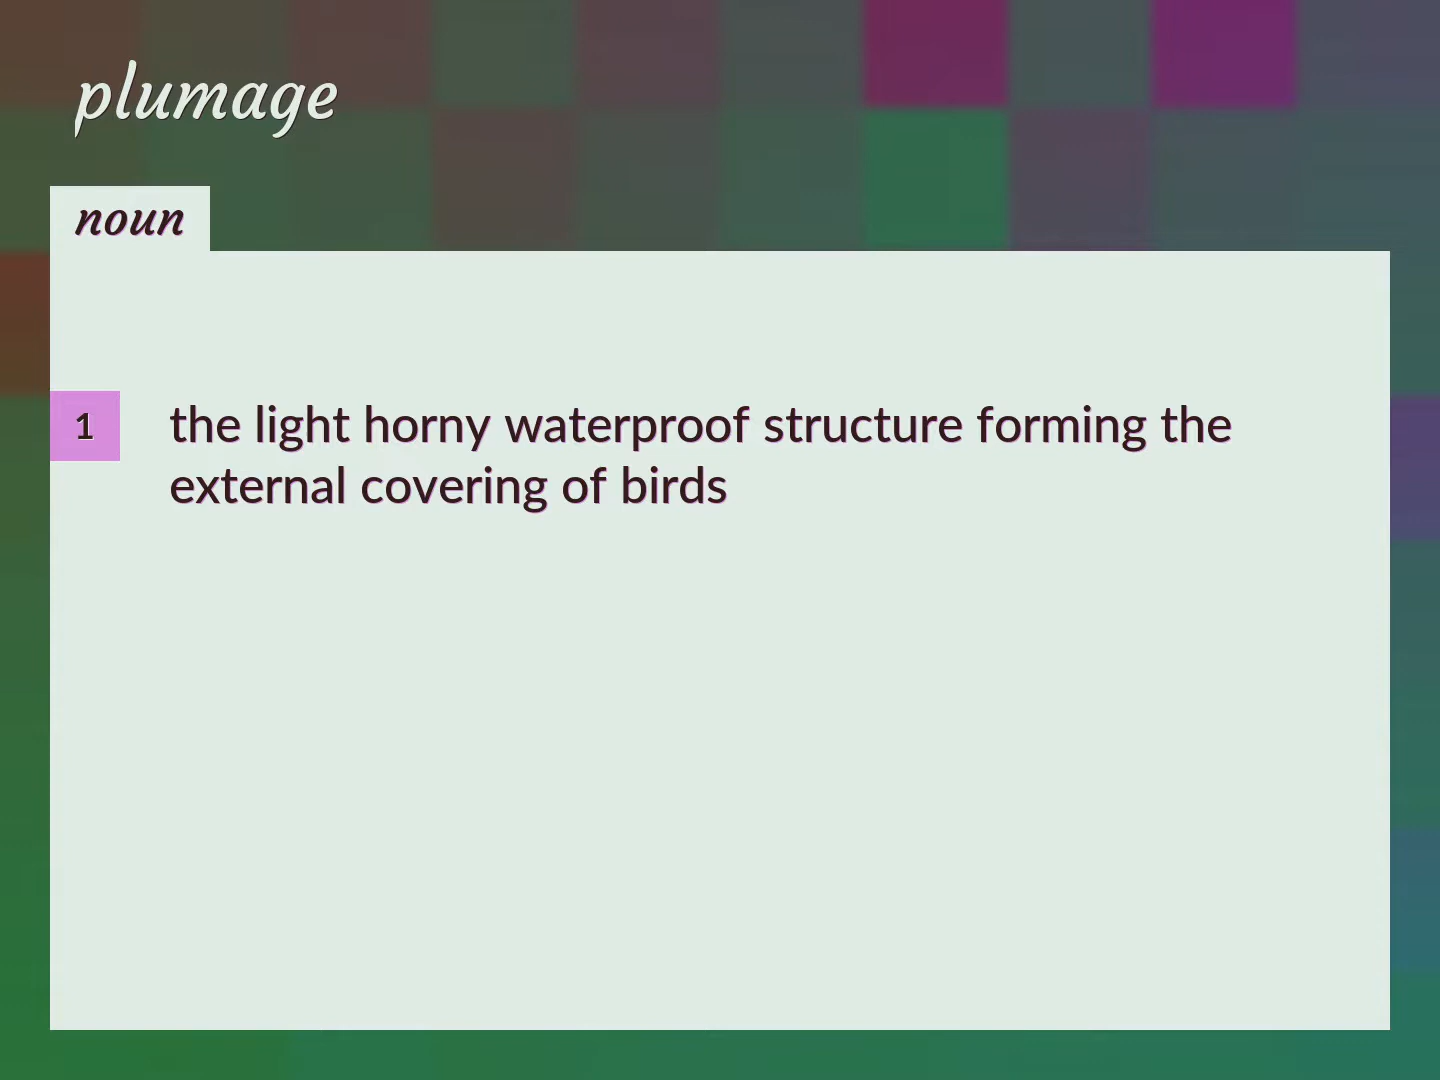 plumage
noun
1
the light horny waterproof structure forming the
external covering of birds